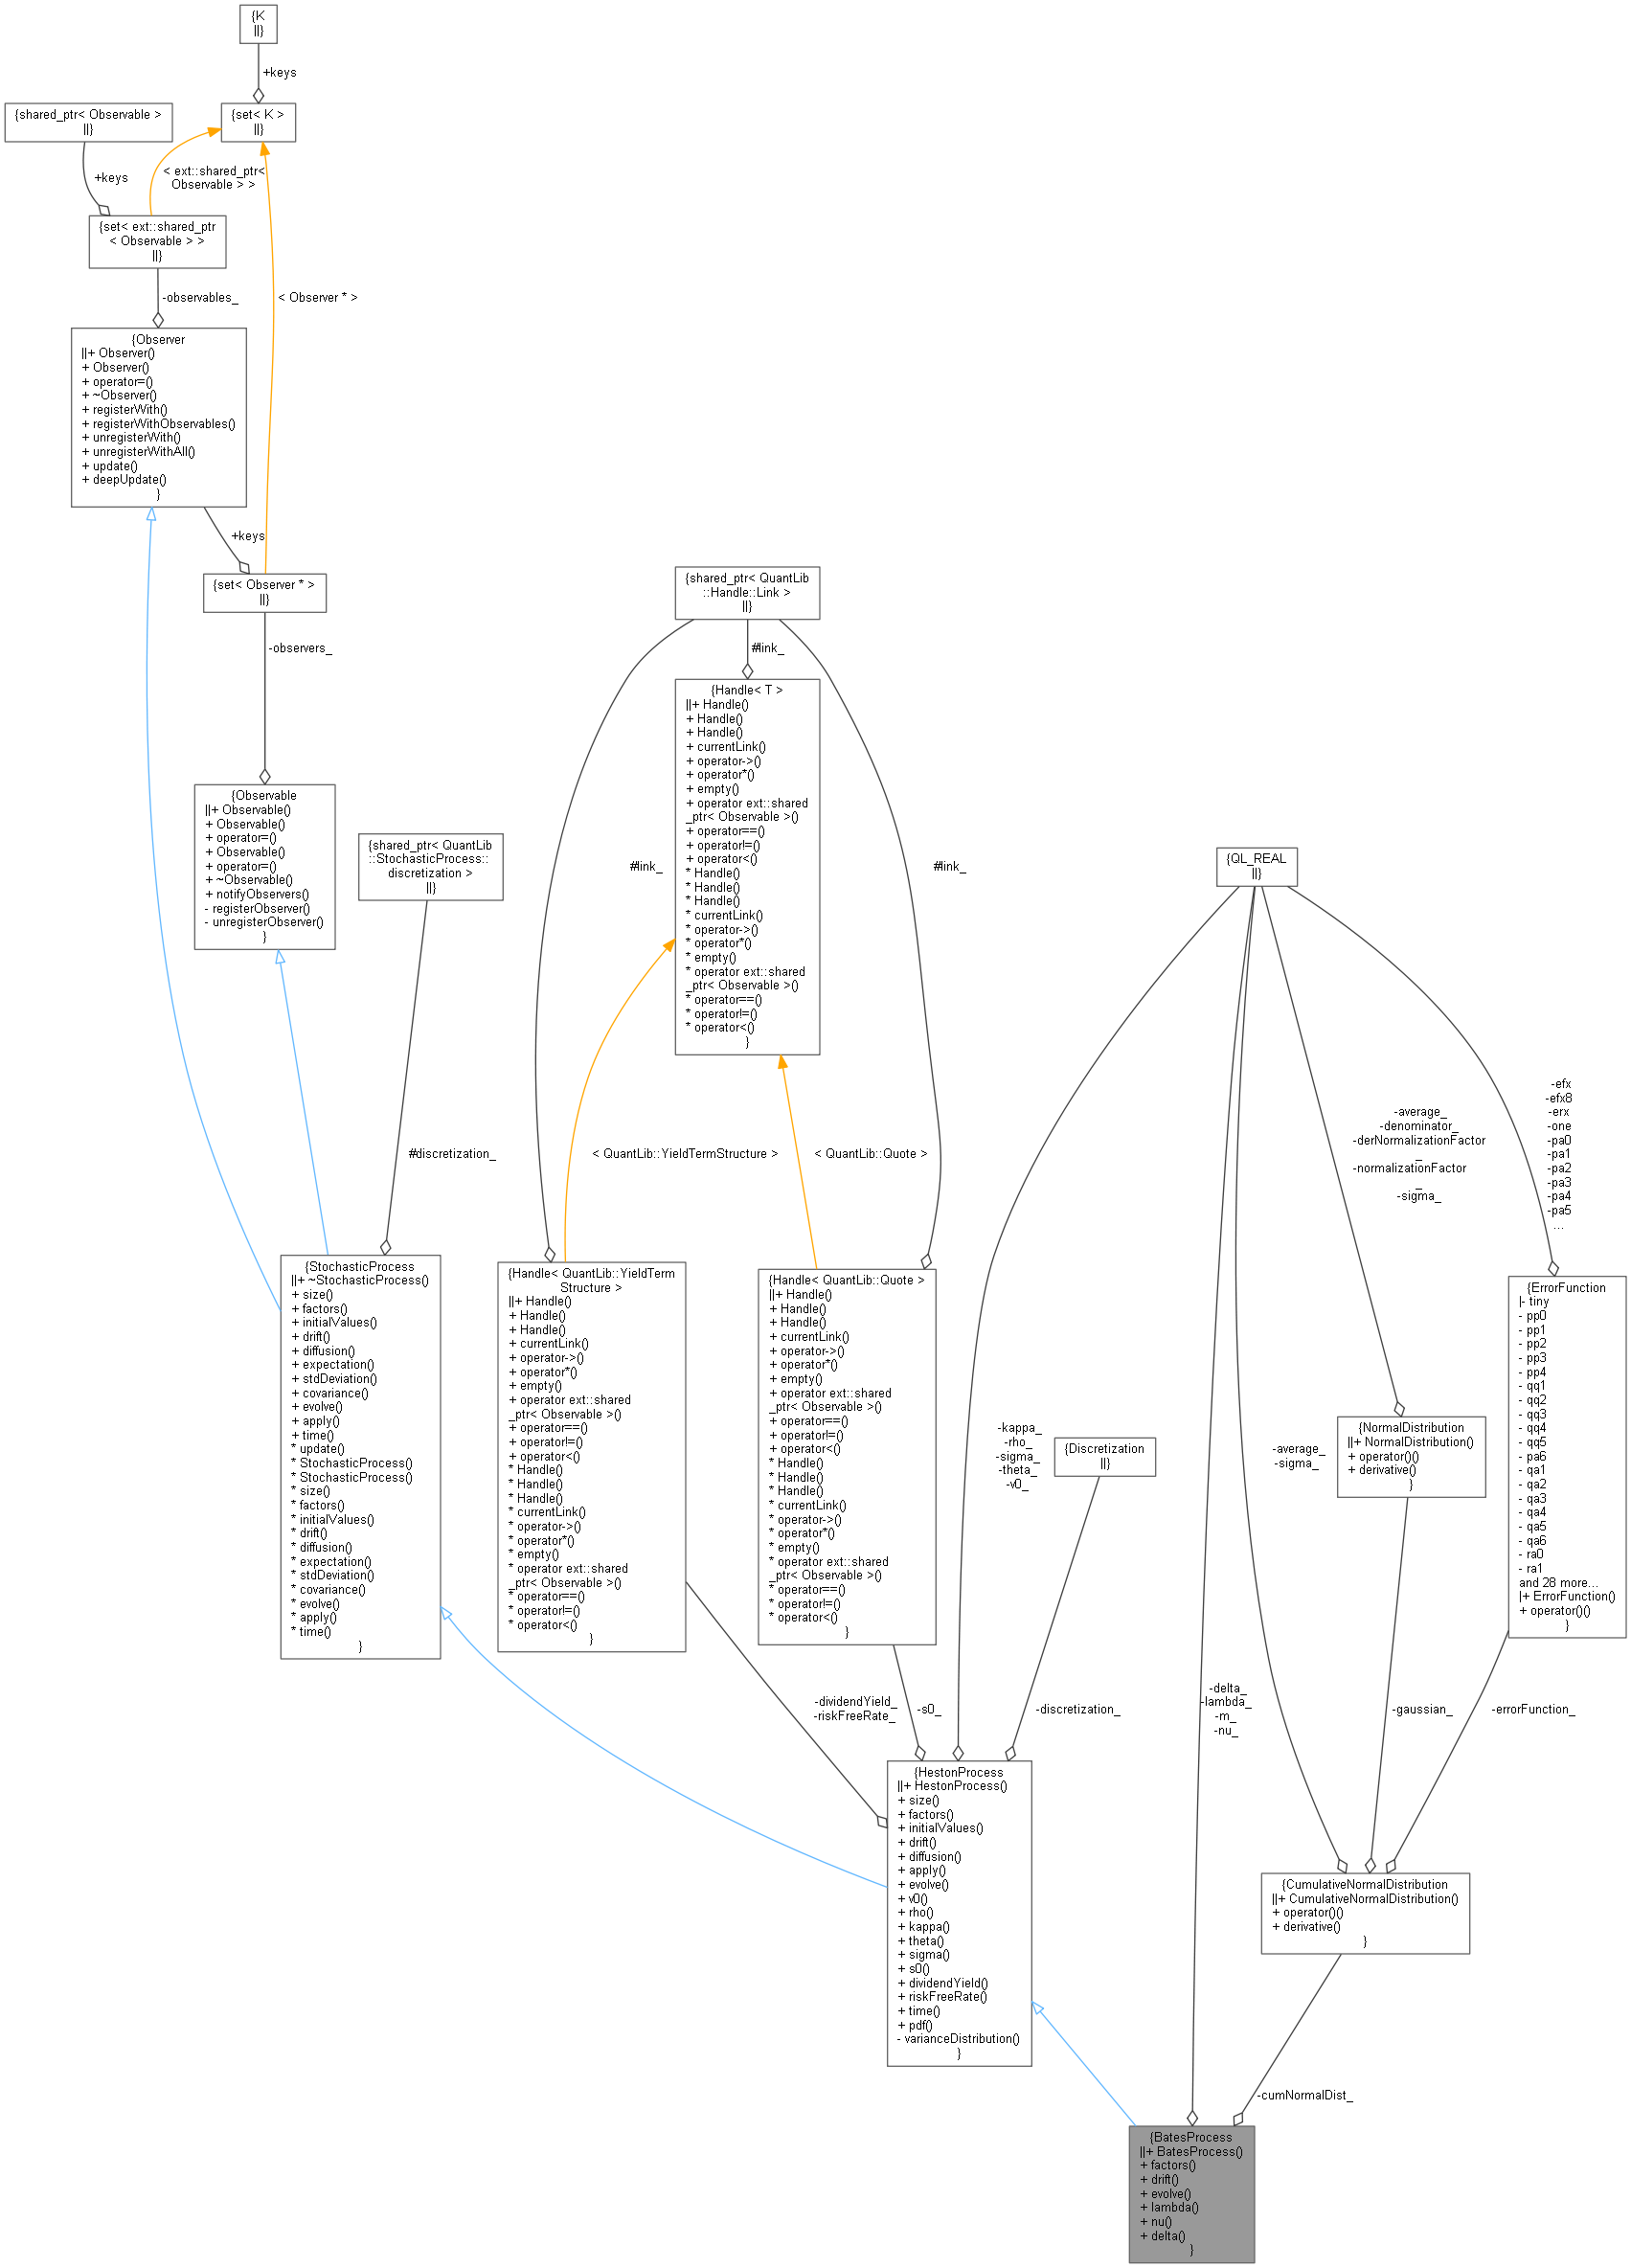 {K
||}
+keys
{shared_ptr< Observable >
||}
{set< K >
||}
+keys
< ext::shared_ptr<
Observable > >
{set< ext::shared_ptr
< Observable > >
||}
-observables_
< Observer * >
{Observer
||+ Observer()
+ Observer()
+ operator=()
+ ~Observer()
+ registerWith()
+ registerWithObservables()
+ unregisterWith()
+ unregisterWithAll()
+ update()
+ deepUpdate()
}
+keys
{set< Observer * >
||}
-observers_
{Observable
||+ Observable()
+ Observable()
+ operator=()
+ Observable()
+ operator=()
+ ~Observable()
+ notifyObservers()
- registerObserver()
- unregisterObserver()
}
{shared_ptr< QuantLib
::StochasticProcess::
discretization >
||}
#discretization_
{StochasticProcess
||+ ~StochasticProcess()
+ size()
+ factors()
+ initialValues()
+ drift()
+ diffusion()
+ expectation()
+ stdDeviation()
+ covariance()
+ evolve()
+ apply()
+ time()
* update()
* StochasticProcess()
* StochasticProcess()
* size()
* factors()
* initialValues()
* drift()
* diffusion()
* expectation()
* stdDeviation()
* covariance()
* evolve()
* apply()
* time()
}
{shared_ptr< QuantLib
::Handle::Link >
||}
#link_
#link_
#link_
{Handle< T >
||+ Handle()
+ Handle()
+ Handle()
+ currentLink()
+ operator->()
+ operator*()
+ empty()
+ operator ext::shared
_ptr< Observable >()
+ operator==()
+ operator!=()
+ operator<()
* Handle()
* Handle()
* Handle()
* currentLink()
* operator->()
* operator*()
* empty()
* operator ext::shared
_ptr< Observable >()
* operator==()
* operator!=()
* operator<()
}
< QuantLib::YieldTermStructure >
< QuantLib::Quote >
{Handle< QuantLib::YieldTerm
Structure >
||+ Handle()
+ Handle()
+ Handle()
+ currentLink()
+ operator->()
+ operator*()
+ empty()
+ operator ext::shared
_ptr< Observable >()
+ operator==()
+ operator!=()
+ operator<()
* Handle()
* Handle()
* Handle()
* currentLink()
* operator->()
* operator*()
* empty()
* operator ext::shared
_ptr< Observable >()
* operator==()
* operator!=()
* operator<()
}
{Handle< QuantLib::Quote >
||+ Handle()
+ Handle()
+ Handle()
+ currentLink()
+ operator->()
+ operator*()
+ empty()
+ operator ext::shared
_ptr< Observable >()
+ operator==()
+ operator!=()
+ operator<()
* Handle()
* Handle()
* Handle()
* currentLink()
* operator->()
* operator*()
* empty()
* operator ext::shared
_ptr< Observable >()
* operator==()
* operator!=()
* operator<()
}
-dividendYield_
-riskFreeRate_
-s0_
{QL_REAL
||}
-kappa_
-rho_
-sigma_
-theta_
-v0_
{Discretization
||}
-discretization_
-delta_
-lambda_
-m_
-nu_
-average_
-sigma_
-average_
-denominator_
-derNormalizationFactor
_
-normalizationFactor
_
-sigma_
-efx
-efx8
-erx
-one
-pa0
-pa1
-pa2
-pa3
-pa4
-pa5
...
{NormalDistribution
||+ NormalDistribution()
+ operator()()
+ derivative()
}
-gaussian_
{ErrorFunction
|- tiny
- pp0
- pp1
- pp2
- pp3
- pp4
- qq1
- qq2
- qq3
- qq4
- qq5
- pa6
- qa1
- qa2
- qa3
- qa4
- qa5
- qa6
- ra0
- ra1
and 28 more...
|+ ErrorFunction()
+ operator()()
}
-errorFunction_
{HestonProcess
||+ HestonProcess()
+ size()
+ factors()
+ initialValues()
+ drift()
+ diffusion()
+ apply()
+ evolve()
+ v0()
+ rho()
+ kappa()
+ theta()
+ sigma()
+ s0()
+ dividendYield()
+ riskFreeRate()
+ time()
+ pdf()
- varianceDistribution()
}
{CumulativeNormalDistribution
||+ CumulativeNormalDistribution()
+ operator()()
+ derivative()
}
-cumNormalDist_
{BatesProcess
||+ BatesProcess()
+ factors()
+ drift()
+ evolve()
+ lambda()
+ nu()
+ delta()
}